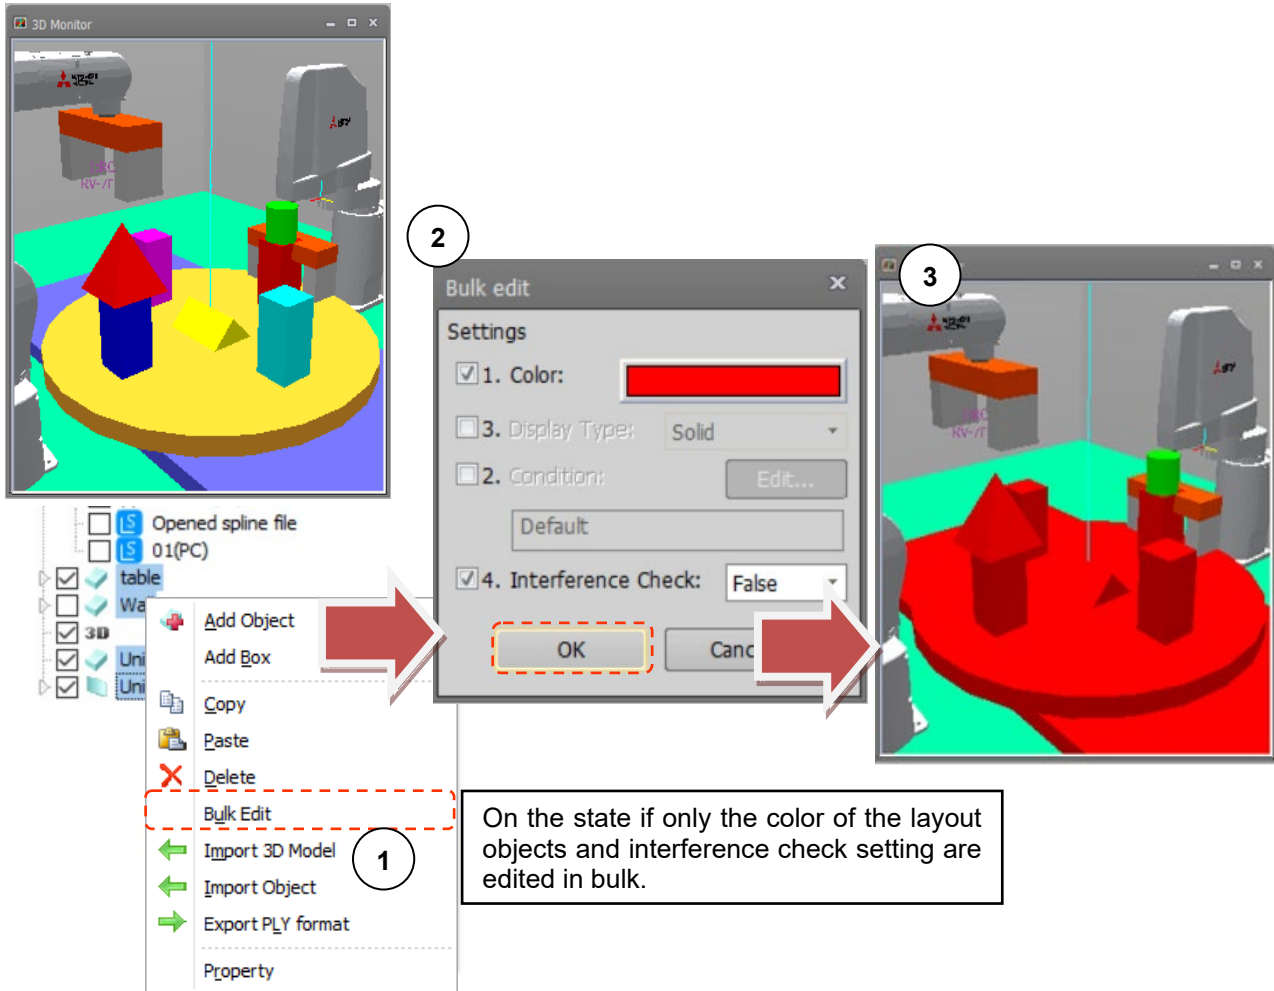 3D Monitor
RV-7F
2
3
Bulk edit
Settings
1. Color:
3. Display Type:
Solid
2. Condition:
Edit...
Default
4. Interference Check:
False
OK
Canc
Opened spline file
01(PC)
table
Wa
3D
Uni
Uni
Add Object
Add Box
Copy
Paste
Delete
Bulk Edit
Import 3D Model
1
Import Object
Export PLY format
Property
On the state if only the color of the layout
objects and interference check setting are
edited in bulk.